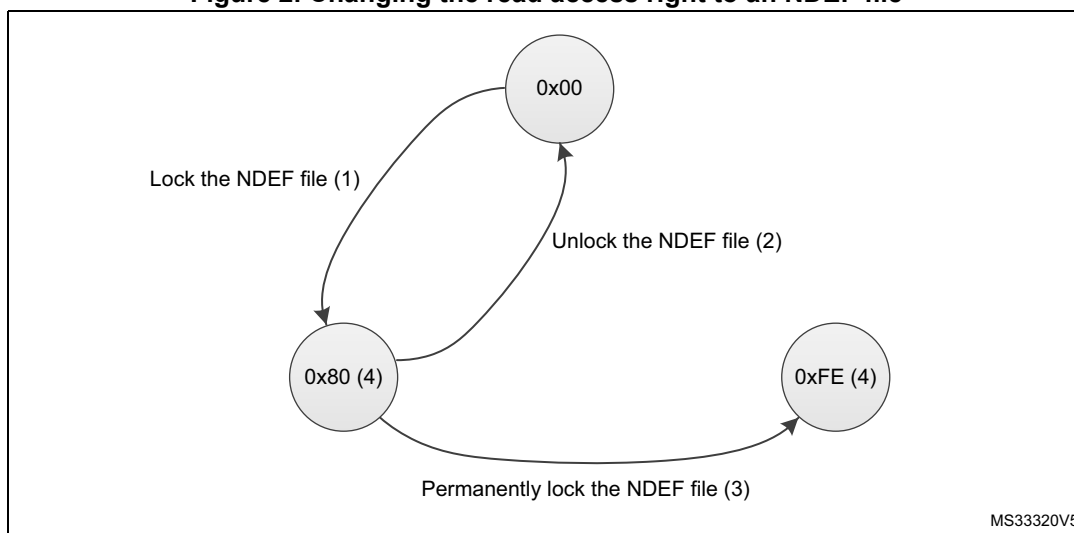 Figure 2. Changing the read access right to an NDEF file
0x00
Lock the NDEF file (1)
Unlock the NDEF file (2)
0x80 (4)
0xFE (4)
Permanently lock the NDEF file (3)
MS33320V5